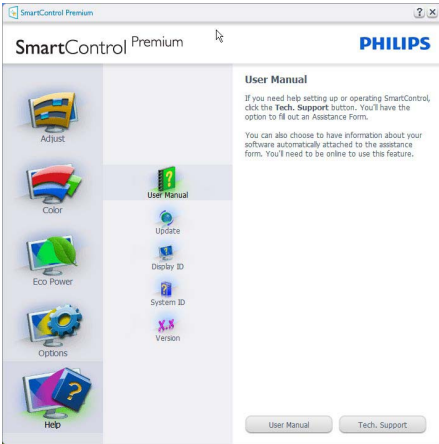 SmartControl Premium
SmartControl Premium
PHILIPS
Adjust
Color
Eco Power
Options
Help
User Manual
Update
Display ID
System ID
X.X
Version
User Manual
If you need help setting up or operating SmartControl,
click the Tech. Support button. You'll have the
option to fill out an Assistance Form.
You can also choose to have information about your
software automatically attached to the assistance
form. You'll need to be online to use this feature.
User Manual
Tech. Support